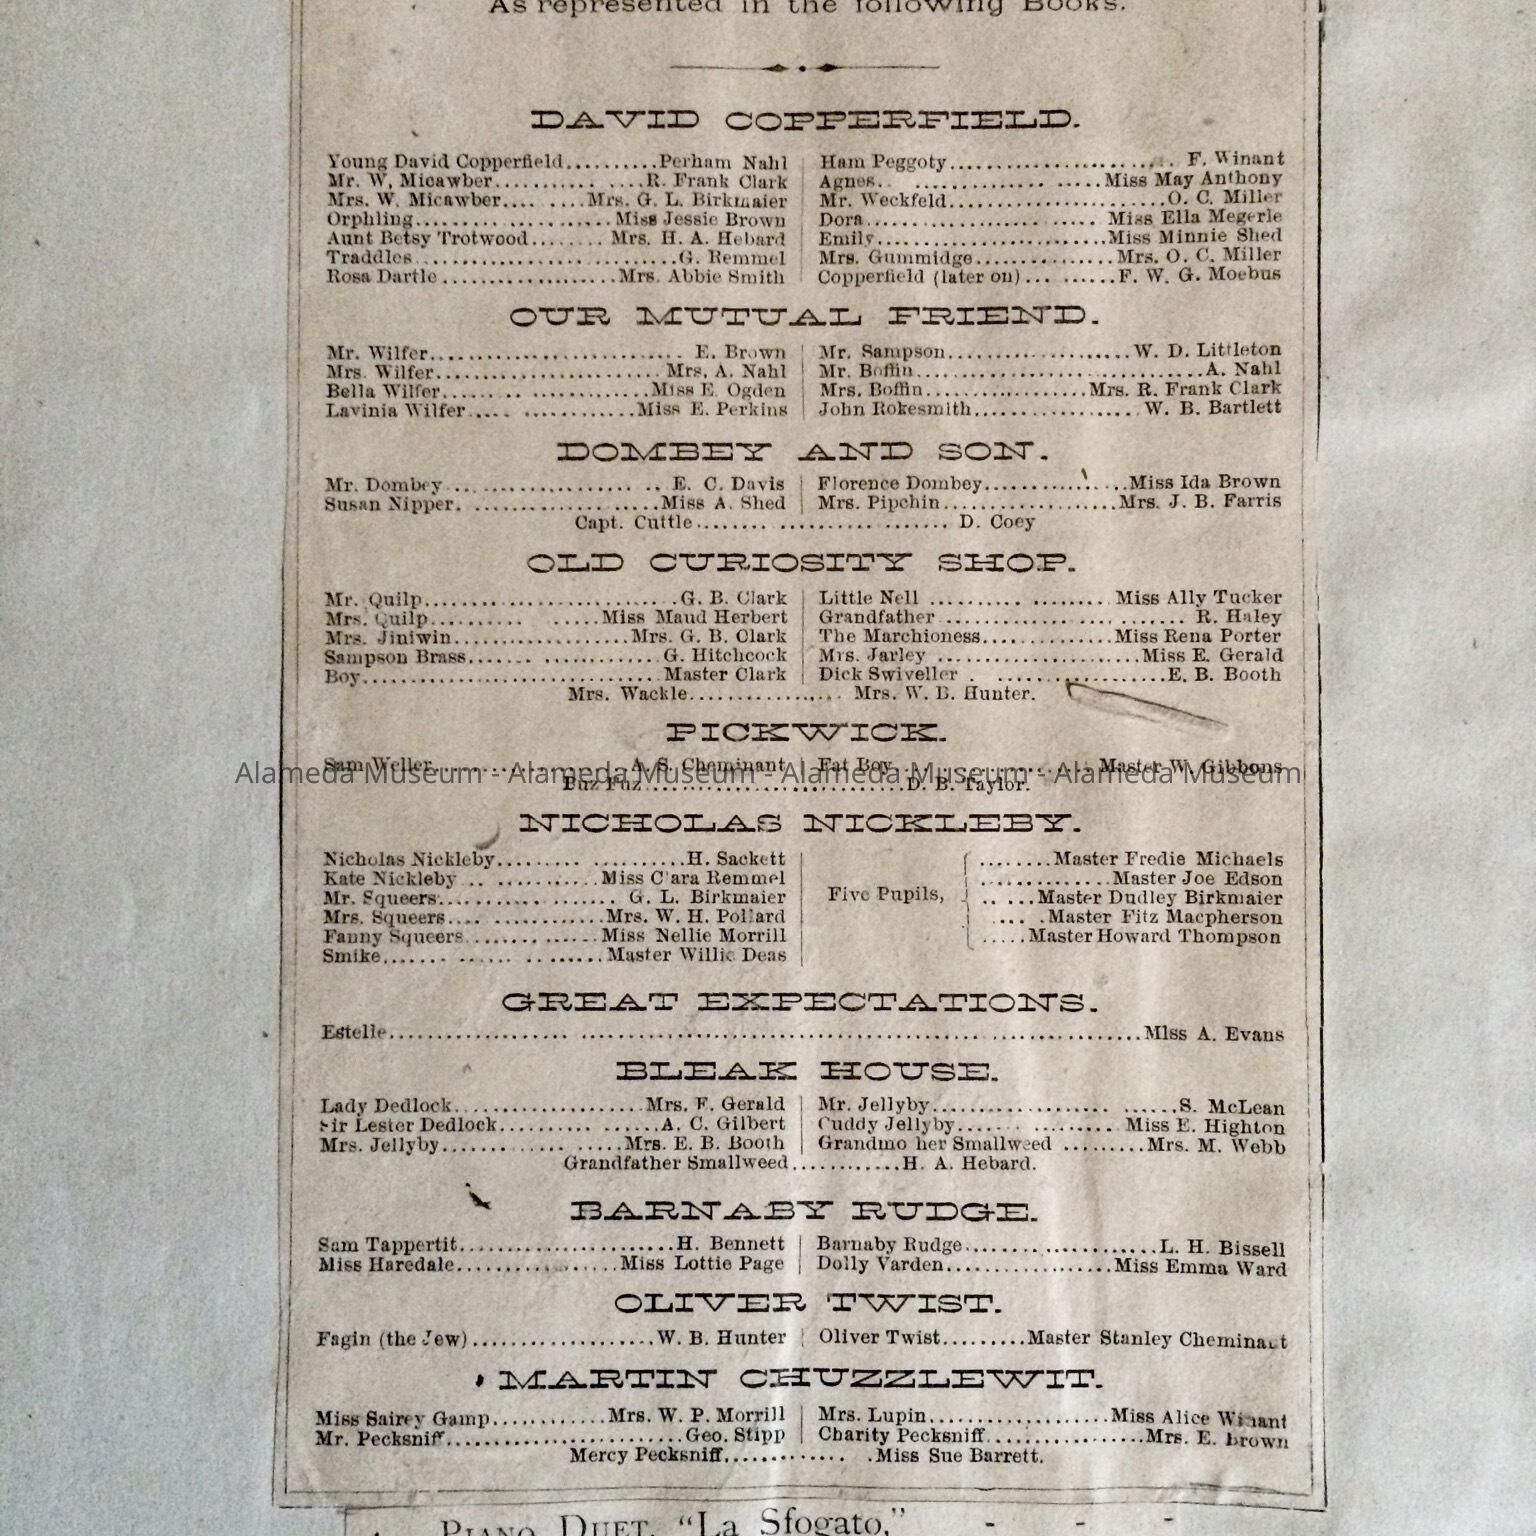 As represented in the following Books.
DAVID COPPERFIELD.
Young David Copperfield..........Perham Nahl
Mr. W. Micawber...............R. Frank Clark
Mrs. W. Micawber........Mrs. G. L. Birkmaier
Orphling.......................Miss Jessie Brown
Aunt Betsy Trotwood........ Mrs. H. A. Hebard
Traddles...............................G. Remmel
Rosa Dartle....................Mrs. Abbie Smith
Ham Peggoty........................... F. Winant
Agnes.......................Miss May Anthony
Mr. Weckfeld.........................O. C. Miller
Dora........................... Miss Ella Megerle
Emily...........................Miss Minnie Shed
Mrs. Gummidge................Mrs. O. C. Miller
Copperfield (later on).........F. W. G. Moebus
OUR MUTUAL FRIEND.
Mr. Wilfer............................. E. Brown
Mrs. Wilfer..........................Mrs. A. Nahl
Bella Wilfer.......................Miss E. Ogden
Lavinia Wilfer..................Miss E. Perkins
Mr. Sampson.....................W. D. Littleton
Mr. Boffin................................A. Nahl
Mrs. Boffin...................Mrs. R. Frank Clark
John Rokesmith................... W. B. Bartlett
DOMBEY AND SON.
Mr. Dombey ........................ E. C. Davis
Susan Nipper......................Miss A. Shed
Florence Dombey................Miss Ida Brown
Mrs. Pipchin....................Mrs. J. B. Farris
Capt. Cuttle........................... D. Coey
OLD CURIOSITY SHOP.
Mr. Quilp.............................G. B. Clark
Mrs. Quilp...............Miss Maud Herbert
Mrs. Jiniwin....................Mrs. G. B. Clark
Sampson Brass....................G. Hitchcock
Boy..................................Master Clark
Little Nell ....................Miss Ally Tucker
Grandfather ........................ R. Haley
The Marchioness...............Miss Rena Porter
Mrs. Jarley .......................Miss E. Gerald
Dick Swiveller . ....................E. B. Booth
Mrs. Wackle.................. Mrs. W. B. Hunter.
PICKWICK.
Sam Weller.......................A. S. Cheminant
Fat Boy........................ Master W. Gibbons
Fuz Fuz............................D. B. Taylor.
Alameda Museum - Alameda Museum - Alameda Museum - Alameda Museum
NICHOLAS NICKLEBY.
Nicholas Nickleby....................H. Sackett
Kate Nickleby ..............Miss C'ara Remmel
Mr. Squeers...................... G. L. Birkmaier
Mrs. Squeers................Mrs. W. H. Pollard
Fanny Squeers...............Miss Nellie Morrill
Smike.........................Master Willie Deas
Five Pupils,
........Master Fredie Michaels
...............Master Joe Edson
.. ...Master Dudley Birkmaier
.... .Master Fitz Macpherson
.....Master Howard Thompson
GREAT EXPECTATIONS.
Estelle................................................................................MIss A. Evans
BLEAK HOUSE.
Lady Dedlock......................Mrs. F. Gerald
Sir Lester Dedlock..................A. C. Gilbert
Mrs. Jellyby...................Mrs. E. B. Booth
Mr. Jellyby..........................S. McLean
Cuddy Jellyby................. Miss E. Highton
Grandmo her Smallweed .........Mrs. M. Webb
Grandfather Smallweed............H. A. Hebard.
BARNABY RUDGE.
Sam Tappertit.........................H. Bennett
Miss Haredale...................Miss Lottie Page
Barnaby Rudge......................L. H. Bissell
Dolly Varden...................Miss Emma Ward
OLIVER TWIST.
Fagin (the Jew).....................W. B. Hunter
Oliver Twist.........Master Stanley Cheminant
MARTIN CHUZZLEWIT.
Miss Sairey Gamp............Mrs. W. P. Morrill
Mr. Pecksniff..........................Geo. Stipp
Mrs. Lupin.....................Miss Alice Winant
Charity Pecksniff..................Mrs. E. Brown
Mercy Pecksniff.............. .Miss Sue Barrett.
PIANO DUET, “La Sfogato,” - - -